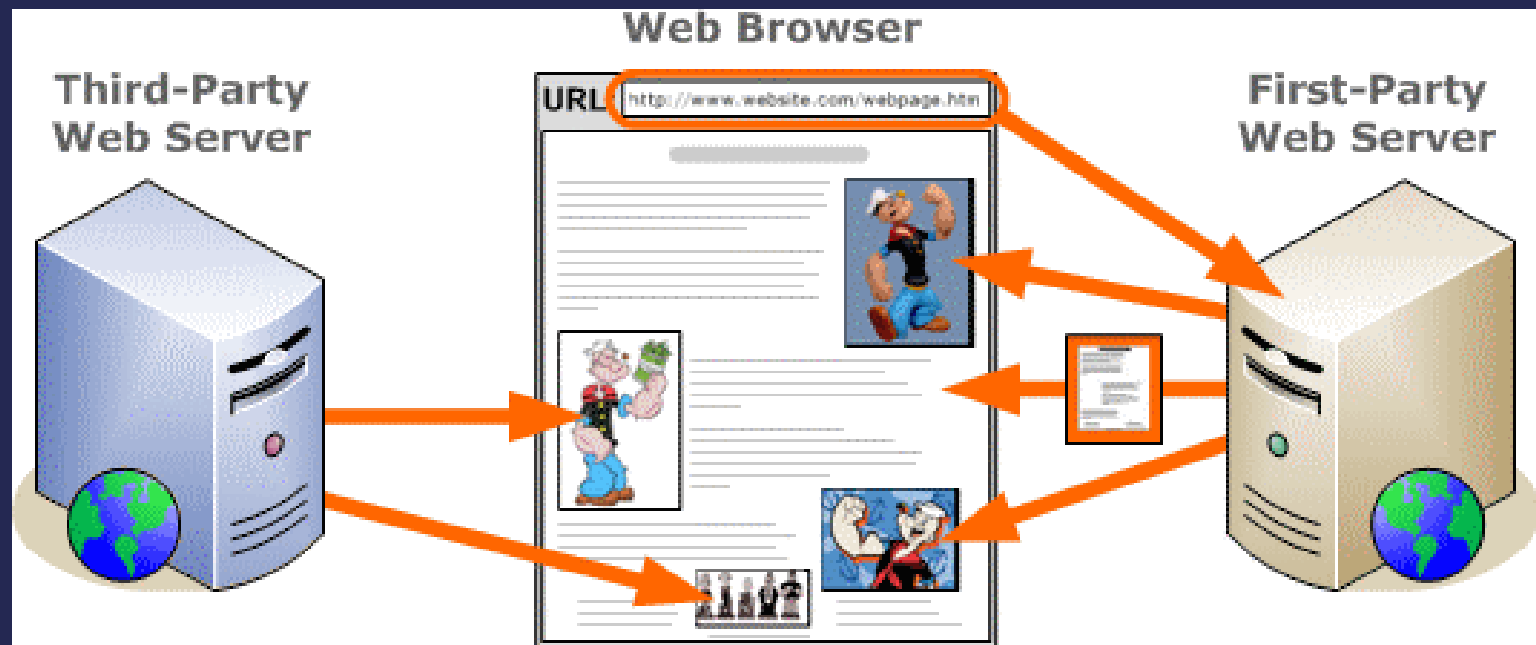 Web Browser
Third-Party
Web Server
URL
http://www.website.com/webpage.htm
First-Party
Web Server